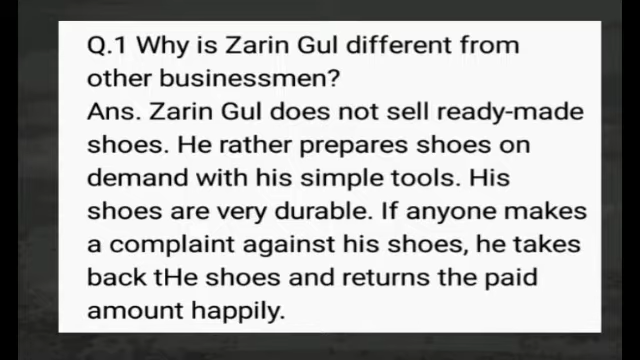 Q.1 Why is Zarin Gul different from
other businessmen?
Ans. Zarin Gul does not sell ready-made
shoes. He rather prepares shoes on
demand with his simple tools. His
shoes are very durable. If anyone makes
a complaint against his shoes, he takes
back tHe shoes and returns the paid
amount happily.